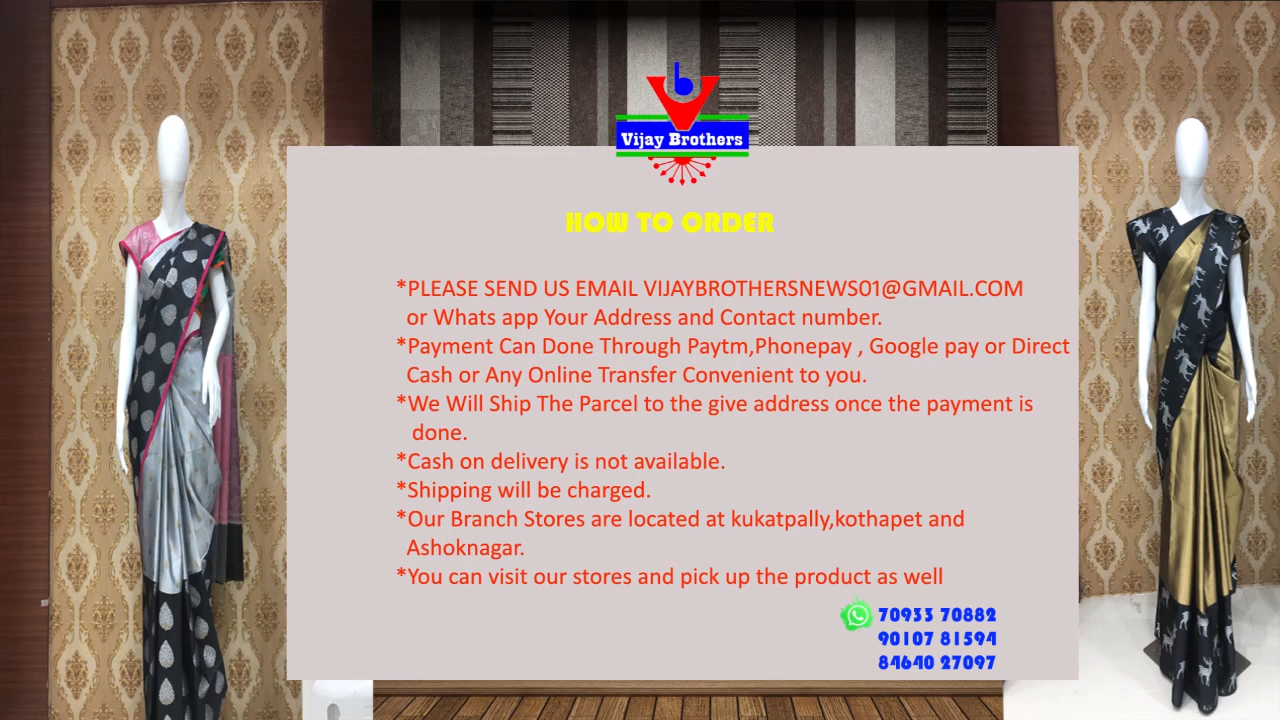 b
Vijay Brothers
HOW TO ORDER
*PLEASE SEND US EMAIL VIJAYBROTHERSNEWS01@GMAIL.COM
or Whats app Your Address and Contact number.
*Payment Can Done Through Paytm,Phonepay , Google pay or Direct
Cash or Any Online Transfer Convenient to you.
*We Will Ship The Parcel to the give address once the payment is
done.
*Cash on delivery is not available.
*Shipping will be charged.
*Our Branch Stores are located at kukatpally,kothapet and
Ashoknagar.
*You can visit our stores and pick up the product as well
70933 70882
90107 81594
84640 27097